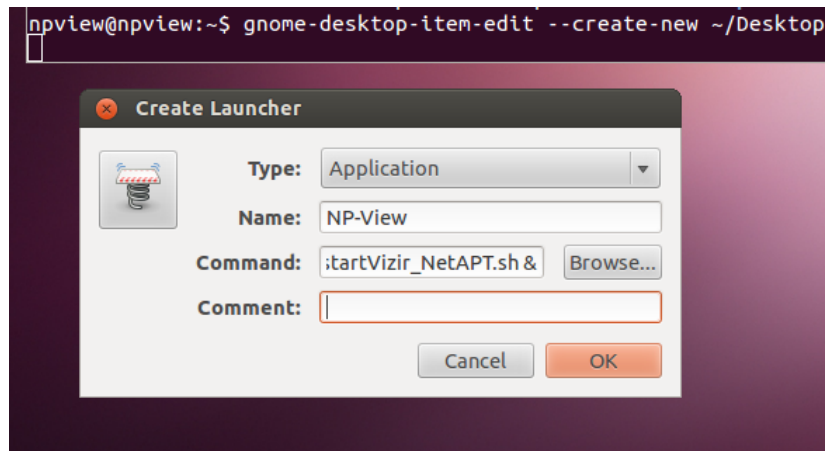 npview@npview:~$ gnome-desktop-item-edit --create-new ~/Desktop
Create Launcher
Type: Application
Name: NP-View
Command: startVizir_NetAPT.sh & Browse...
Comment:
Cancel OK